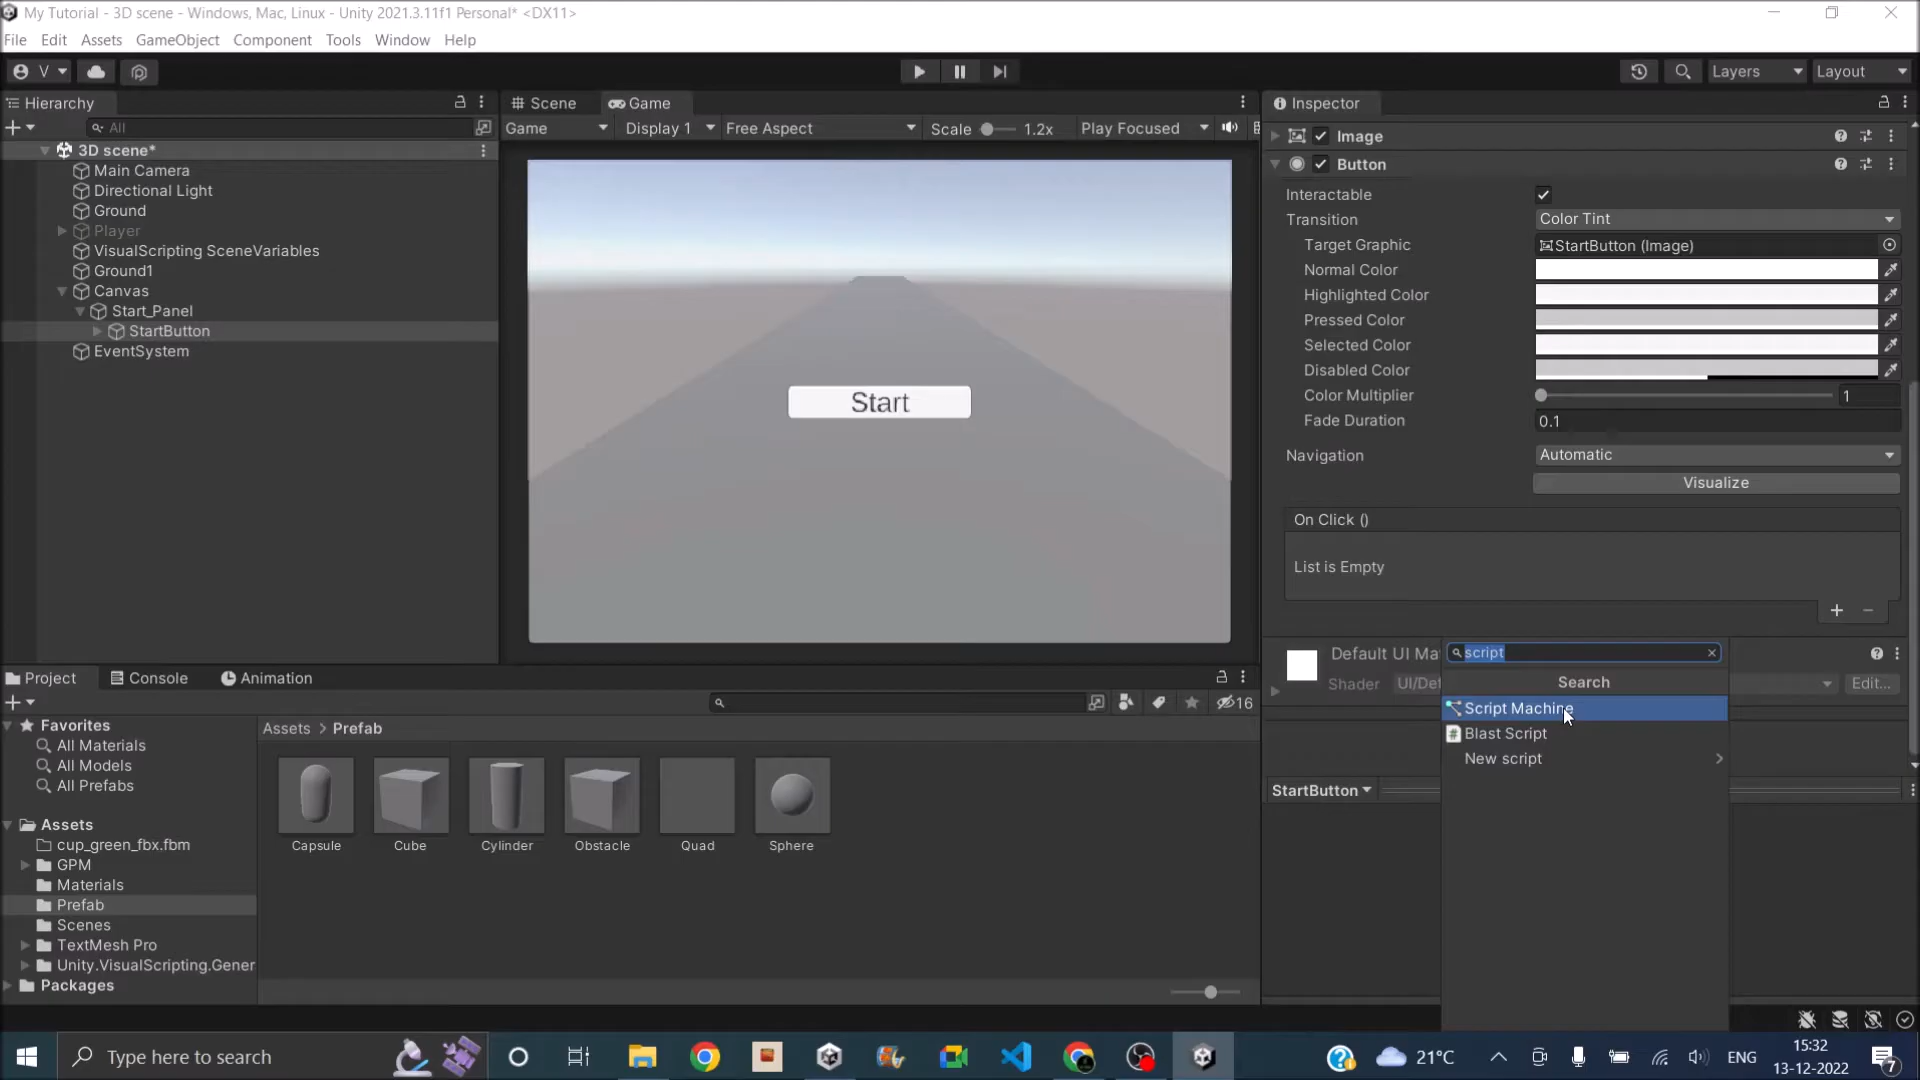 My Tutorial - 3D scene - Windows, Mac, Linux - Unity 2021.3.11f1 Personal* <DX11>
File Edit Assets GameObject Component Tools Window Help
V Layers Layout
Hierarchy
All
3D scene*
Main Camera
Directional Light
Ground
Player
VisualScripting SceneVariables
Ground1
Canvas
Start_Panel
StartButton
EventSystem
Scene Game
Game Display 1 Free Aspect Scale 1.2x Play Focused
Start
Inspector
Image
Button
Interactable
Transition Color Tint
Target Graphic StartButton (Image)
Normal Color
Highlighted Color
Pressed Color
Selected Color
Disabled Color
Color Multiplier 1
Fade Duration 0.1
Navigation Automatic
Visualize
On Click ()
List is Empty
Default UI Ma
Shader UI/Def Edit...
script
Search
Script Machine
Blast Script
New script
StartButton
Project Console Animation
16
Favorites
All Materials
All Models
All Prefabs
Assets
cup_green_fbx.fbm
GPM
Materials
Prefab
Scenes
TextMesh Pro
Unity.VisualScripting.Gener
Packages
Assets > Prefab
Capsule Cube Cylinder Obstacle Quad Sphere
Type here to search
21°C ENG 15:32
13-12-2022
7